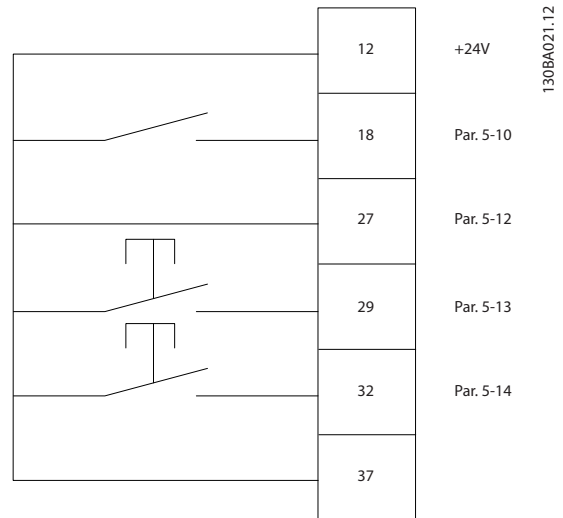 12 +24V
18 Par. 5-10
27 Par. 5-12
29 Par. 5-13
32 Par. 5-14
37
130BA021.12